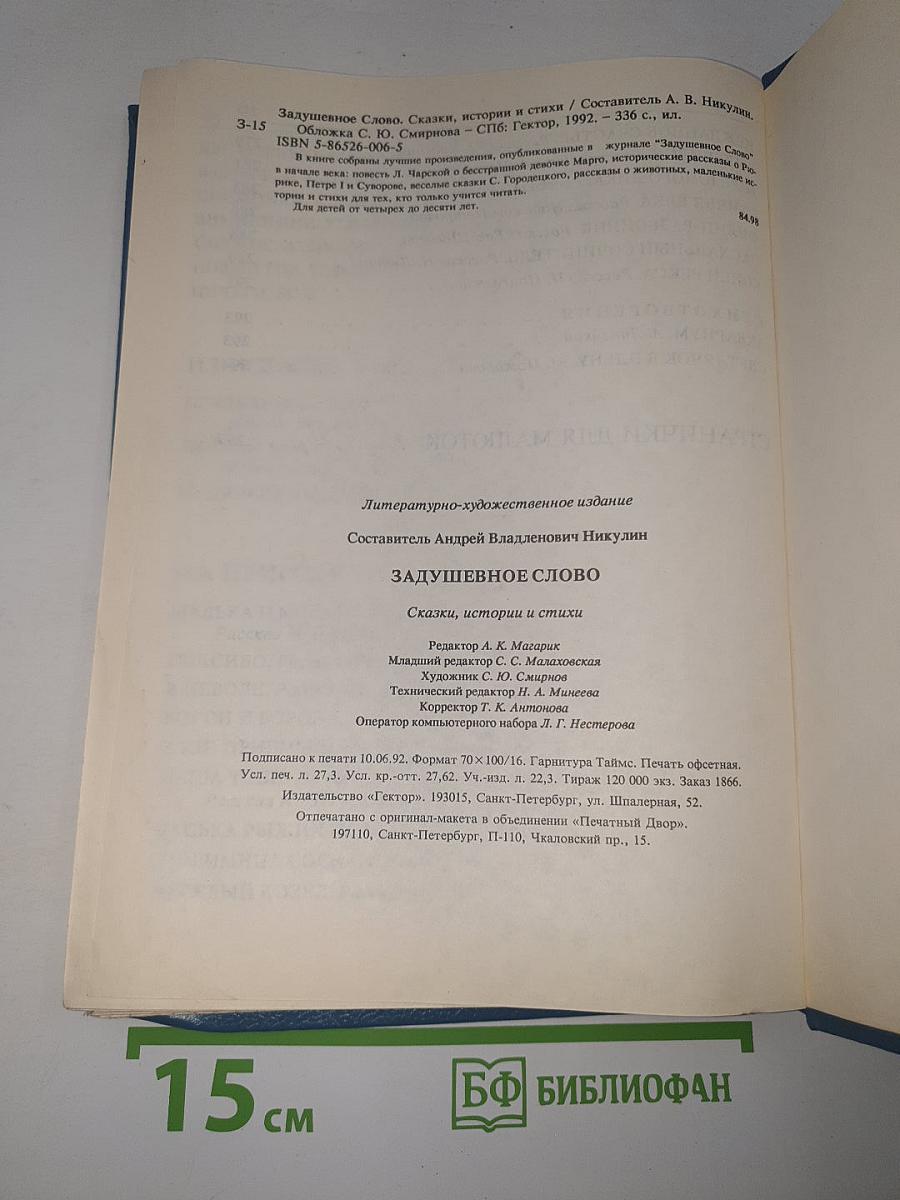 Задушевное Слово. Сказки, истории и стихи / Составитель А. В. Никулин.
З-15 Обложка С. Ю. Смирнова – СПб: Гектор, 1992. – 336 с., ил.
ISBN 5-86526-006-5
В книге собраны лучшие произведения, опубликованные в журнале "Задушевное Слово"
в начале века: повесть Л. Чарской о бесстрашной девочке Марго, исторические рассказы о Рю-
рике, Петре I и Суворове, веселые сказки С. Городецкого, рассказы о животных, маленькие ис-
тории и стихи для тех, кто только учится читать.
Для детей от четырех до десяти лет.
84.98
Литературно-художественное издание
Составитель Андрей Владленович Никулин
ЗАДУШЕВНОЕ СЛОВО
Сказки, истории и стихи
Редактор А. К. Магарик
Младший редактор С. С. Малаховская
Художник С. Ю. Смирнов
Технический редактор Н. А. Минеева
Корректор Т. К. Антонова
Оператор компьютерного набора Л. Г. Нестерова
Подписано к печати 10.06.92. Формат 70×100/16. Гарнитура Таймс. Печать офсетная.
Усл. печ. л. 27,3. Усл. кр.-отт. 27,62. Уч.-изд. л. 22,3. Тираж 120 000 экз. Заказ 1866.
Издательство «Гектор». 193015, Санкт-Петербург, ул. Шпалерная, 52.
Отпечатано с оригинал-макета в объединении «Печатный Двор».
197110, Санкт-Петербург, П-110, Чкаловский пр., 15.
15 см
БФ БИБЛИОФАН